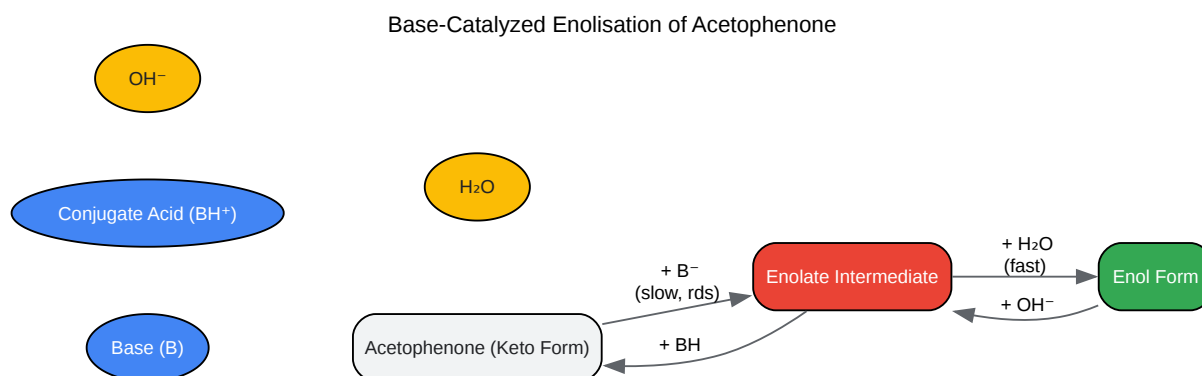 Base-Catalyzed Enolisation of Acetophenone
OH⁻
H₂O
Conjugate Acid (BH⁺)
+ H₂O
(fast)
+ B⁻
(slow, rds)
Enolate Intermediate
Enol Form
+ OH⁻
Base (B)
Acetophenone (Keto Form)
+ BH